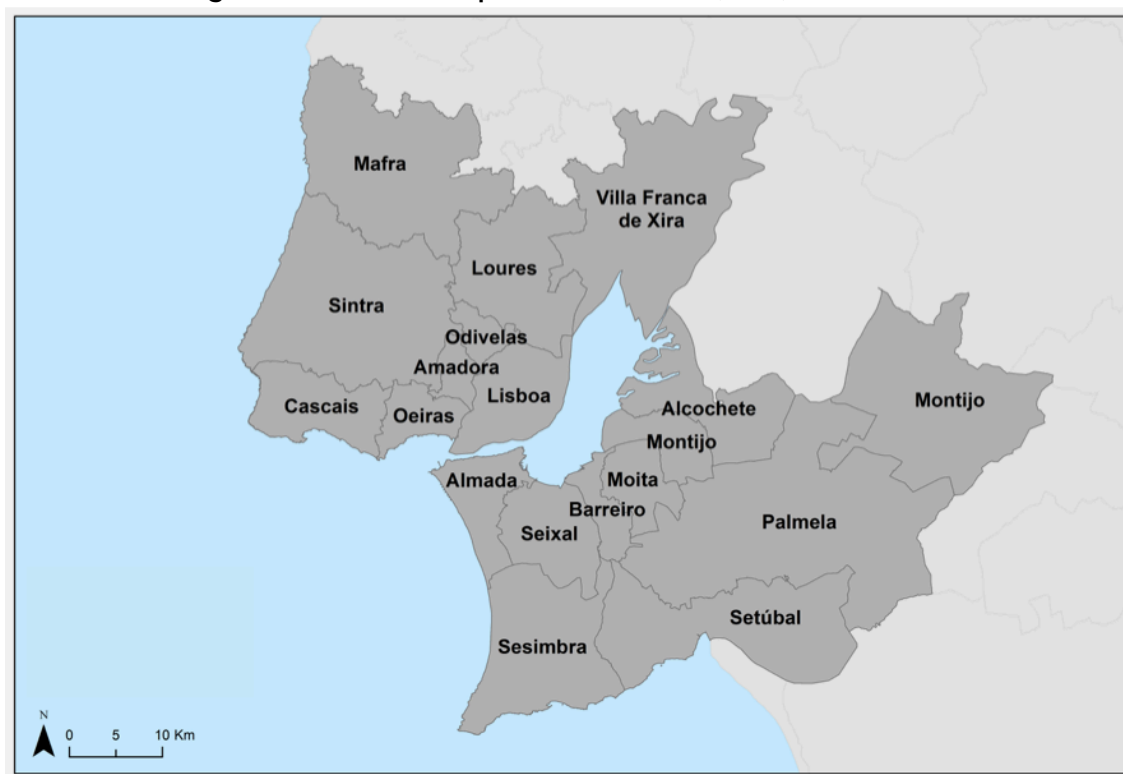 Mafra
Villa Franca
de Xira
Loures
Sintra
Odivelas
Amadora
Lisboa
Cascais
Oeiras
Alcochete
Montijo
Montijo
Almada
Moita
Barreiro
Seixal
Palmela
Setúbal
Sesimbra
N
0 5 10 Km